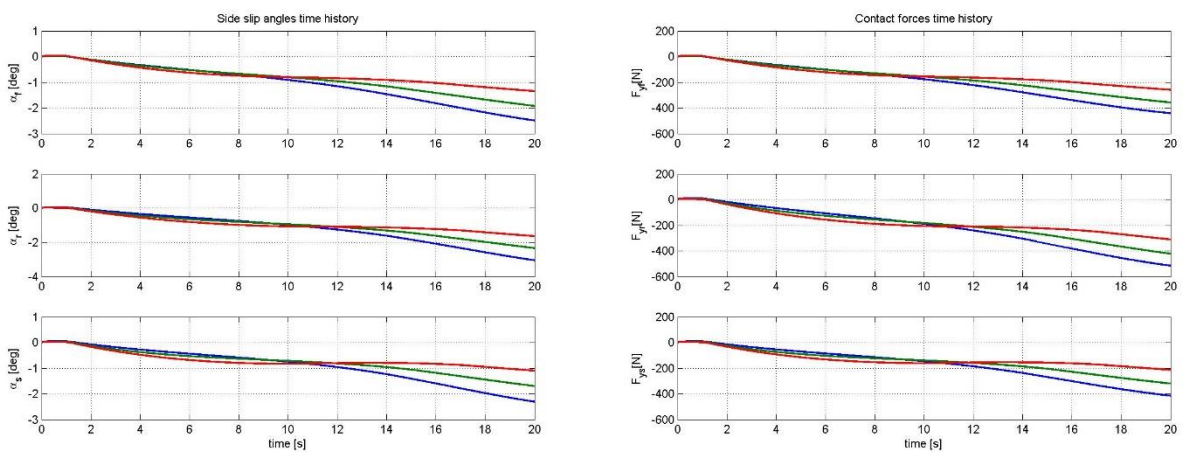 Side slip angles time history
1
0
-1
-2
-3
α_f [deg]
0 2 4 6 8 10 12 14 16 18 20
2
0
-2
-4
α_r [deg]
0 2 4 6 8 10 12 14 16 18 20
1
0
-1
-2
-3
α_s [deg]
0 2 4 6 8 10 12 14 16 18 20
time [s]
Contact forces time history
200
0
-200
-400
-600
F_yf[N]
0 2 4 6 8 10 12 14 16 18 20
200
0
-200
-400
-600
F_yr[N]
0 2 4 6 8 10 12 14 16 18 20
200
0
-200
-400
-600
F_ys[N]
0 2 4 6 8 10 12 14 16 18 20
time [s]